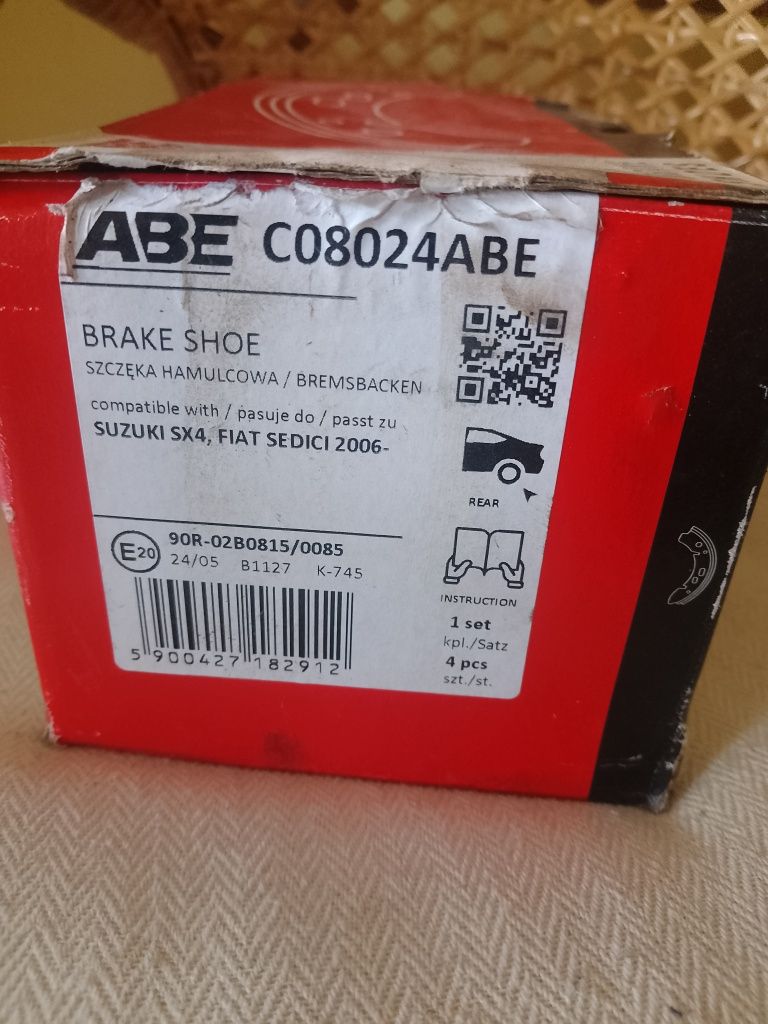 ABE C08024ABE
BRAKE SHOE
SZCZĘKA HAMULCOWA / BREMSBACKEN
compatible with / pasuje do / passt zu
SUZUKI SX4, FIAT SEDICI 2006-
REAR
E20 90R-02B0815/0085
24/05 B1127 K-745
INSTRUCTION
1 set
kpl./Satz
4 pcs
szt./st.
5 900427 182912